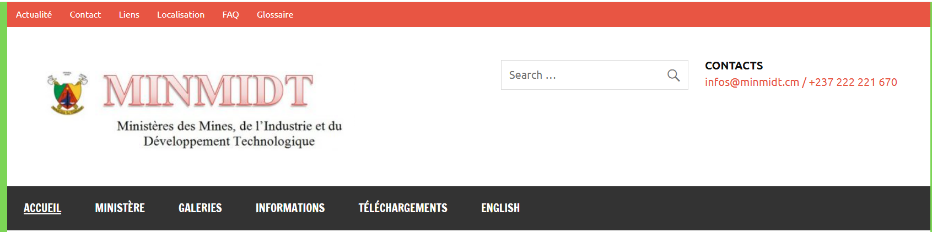 Actualité Contact Liens Localisation FAQ Glossaire
MINMIDT
Ministères des Mines, de l'Industrie et du
Développement Technologique
Search …
CONTACTS
infos@minmidt.cm / +237 222 221 670
ACCUEIL MINISTÈRE GALERIES INFORMATIONS TÉLÉCHARGEMENTS ENGLISH